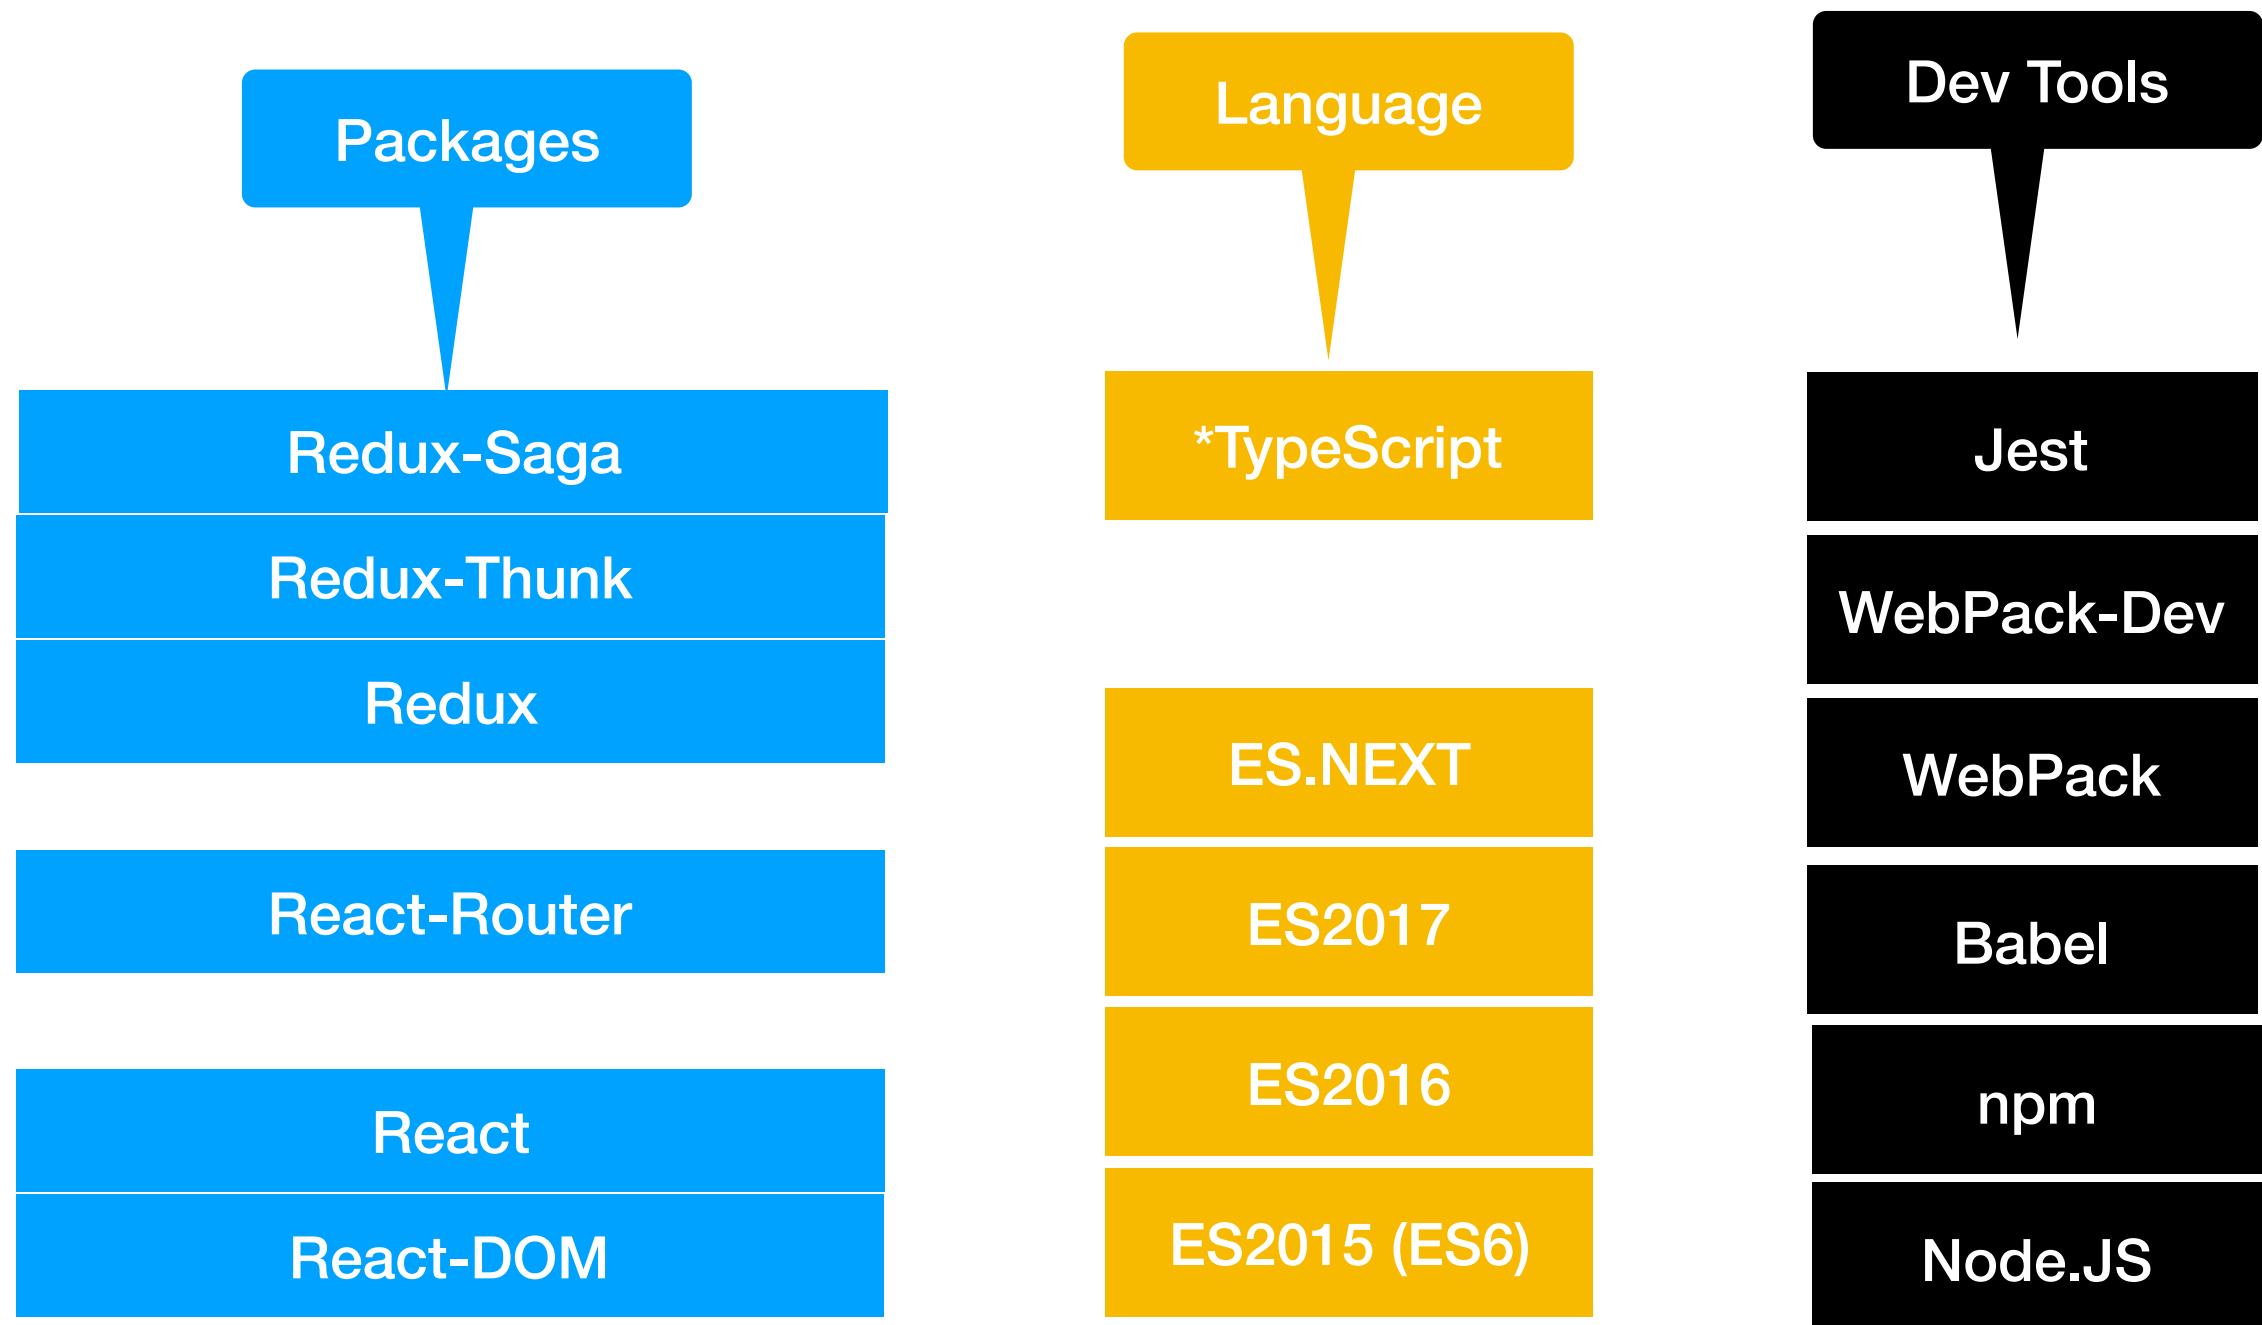 Packages
Redux-Saga
Redux-Thunk
Redux
React-Router
React
React-DOM
Language
*TypeScript
ES.NEXT
ES2017
ES2016
ES2015 (ES6)
Dev Tools
Jest
WebPack-Dev
WebPack
Babel
npm
Node.JS